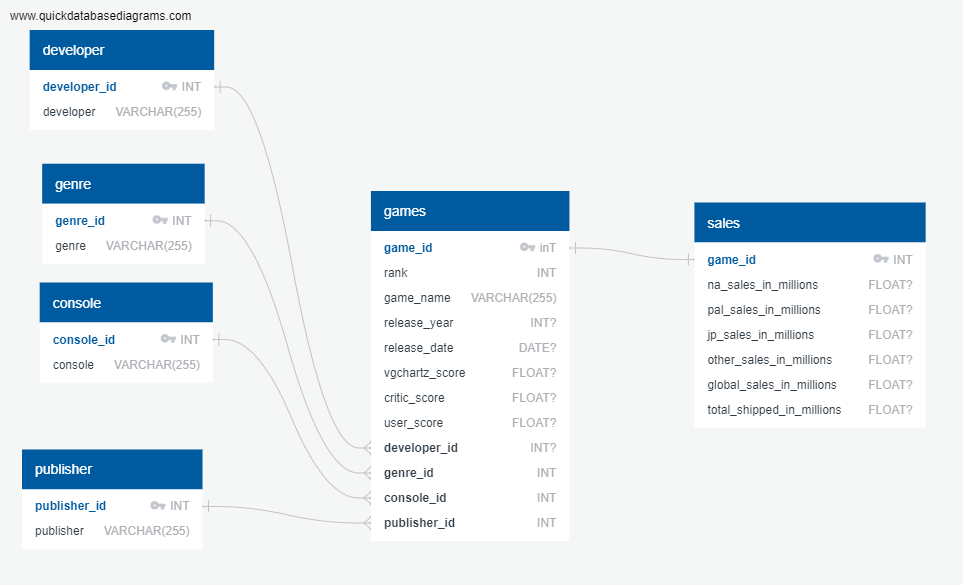 www.quickdatabasediagrams.com
developer
developer_id INT
developer VARCHAR(255)
genre
genre_id INT
genre VARCHAR(255)
console
console_id INT
console VARCHAR(255)
publisher
publisher_id INT
publisher VARCHAR(255)
games
game_id inT
rank INT
game_name VARCHAR(255)
release_year INT?
release_date DATE?
vgchartz_score FLOAT?
critic_score FLOAT?
user_score FLOAT?
developer_id INT?
genre_id INT
console_id INT
publisher_id INT
sales
game_id INT
na_sales_in_millions FLOAT?
pal_sales_in_millions FLOAT?
jp_sales_in_millions FLOAT?
other_sales_in_millions FLOAT?
global_sales_in_millions FLOAT?
total_shipped_in_millions FLOAT?